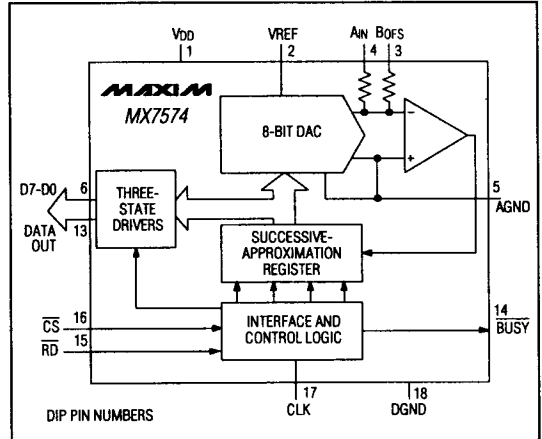 VDD
1
VREF
2
AIN BOFS
4 3
MAXIM
MX7574
8-BIT DAC
−
+
D7-D0
6
DATA
OUT
13
THREE-
STATE
DRIVERS
5
AGND
SUCCESSIVE-
APPROXIMATION
REGISTER
CS
16
RD
15
INTERFACE AND
CONTROL LOGIC
14
BUSY
17
CLK
18
DGND
DIP PIN NUMBERS